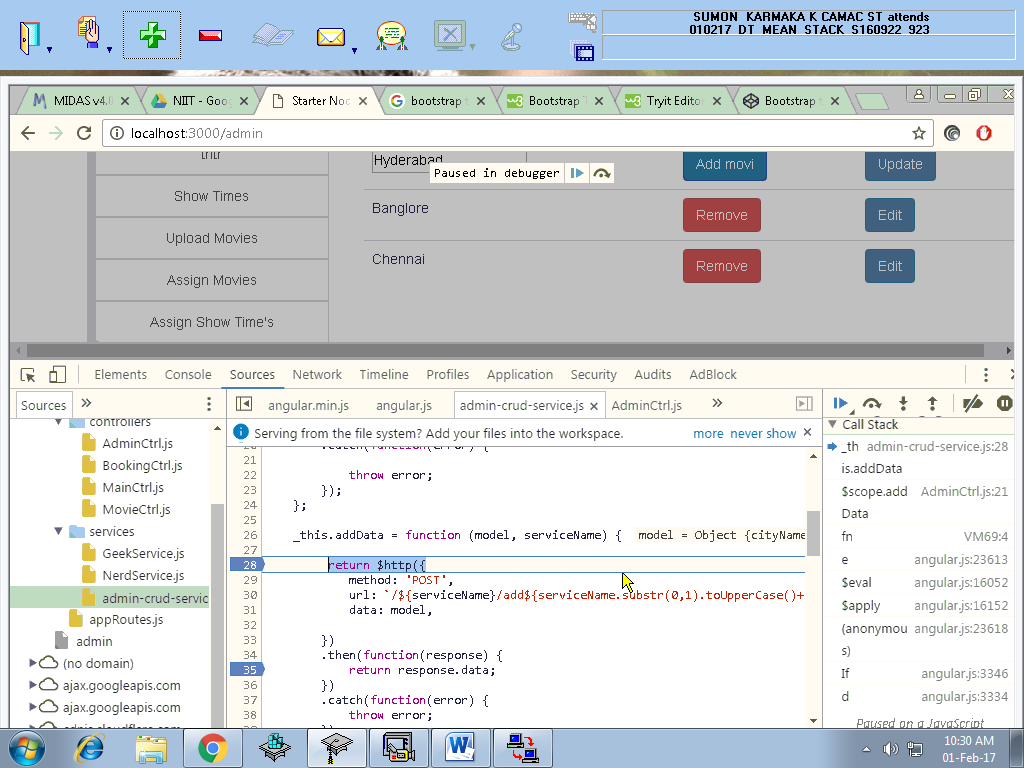 SUMON KARMAKA K CAMAC ST attends
010217 DT MEAN STACK S160922 923
MIDAS v4.0
NIIT - Goo
Starter Noc
bootstrap t
Bootstrap T
Tryit Editor
Bootstrap t
localhost:3000/admin
Hyderabad
Add movi
Update
Paused in debugger
Show Times
Banglore
Remove
Edit
Upload Movies
Chennai
Remove
Edit
Assign Movies
Assign Show Time's
Elements
Console
Sources
Network
Timeline
Profiles
Application
Security
Audits
AdBlock
Sources
»
angular.min.js
angular.js
admin-crud-service.js
AdminCtrl.js
»
controllers
AdminCtrl.js
BookingCtrl.js
MainCtrl.js
MovieCtrl.js
services
GeekService.js
NerdService.js
admin-crud-servic
appRoutes.js
admin
(no domain)
ajax.googleapis.com
ajax.googleapis.com
Serving from the file system? Add your files into the workspace.
more never show
.catch(function(error) {
21
22 throw error;
23 });
24 };
25
26 _this.addData = function (model, serviceName) { model = Object {cityName
27
28 return $http({
29 method: 'POST',
30 url: `/${serviceName}/add${serviceName.substr(0,1).toUpperCase()+
31 data: model,
32
33 })
34 .then(function(response) {
35 return response.data;
36 })
37 .catch(function(error) {
38 throw error;
Call Stack
_th admin-crud-service.js:28
is.addData
$scope.add AdminCtrl.js:21
Data
fn VM69:4
e angular.js:23613
$eval angular.js:16052
$apply angular.js:16152
(anonymou angular.js:23618
s)
If angular.js:3346
d angular.js:3334
Paused on a JavaScript
10:30 AM
01-Feb-17